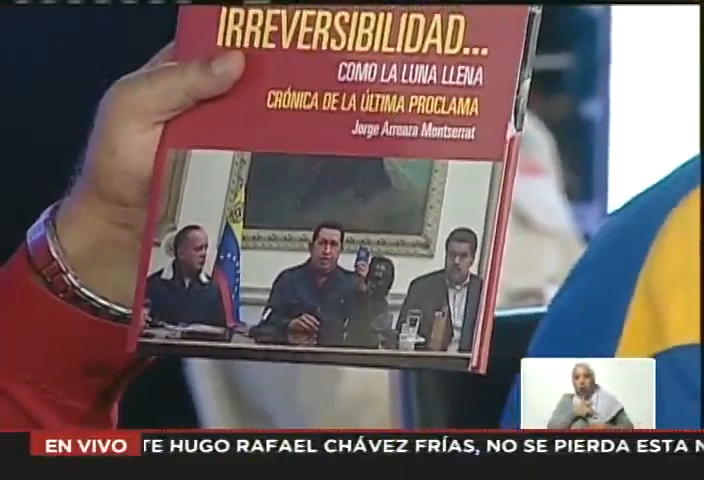 IRREVERSIBILIDAD...
COMO LA LUNA LLENA
CRÓNICA DE LA ÚLTIMA PROCLAMA
Jorge Arreaza Montserrat
EN VIVO
TE HUGO RAFAEL CHÁVEZ FRÍAS, NO SE PIERDA ESTA N